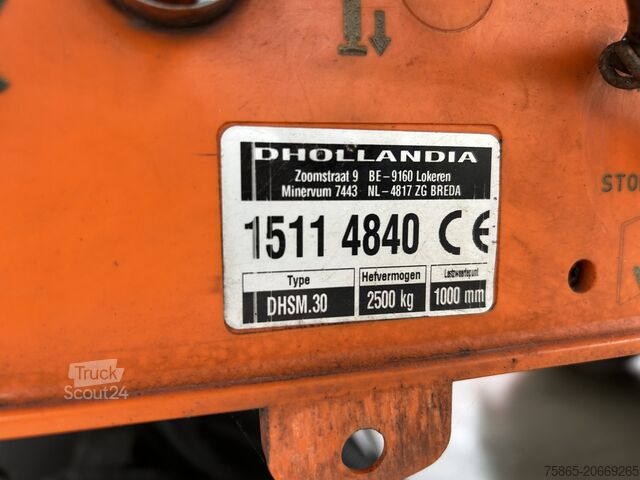 DHOLLANDIA
Zoomstraat 9 BE-9160 Lokeren
Minervum 7443 NL-4817 ZG BREDA
1511 4840 CE
Type Hefvermogen Lastzwaartepunt
DHSM.30 2500 kg 1000 mm
Truck
Scout24
75865-20669265